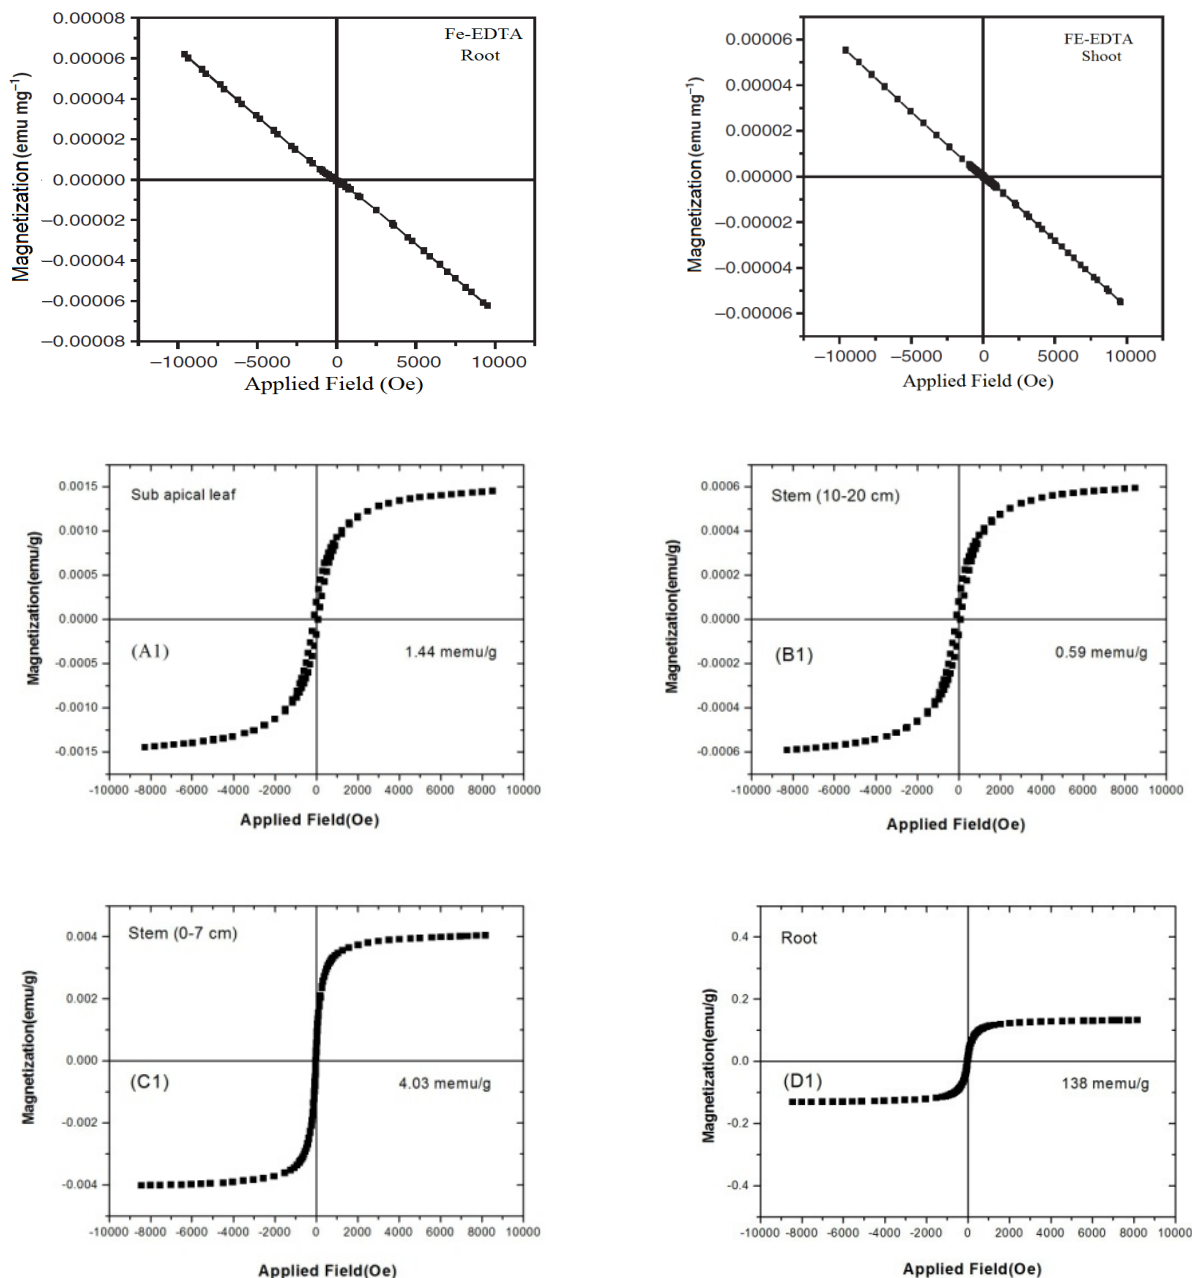 0.00008
0.00006
0.00004
0.00002
0.00000
−0.00002
−0.00004
−0.00006
−0.00008
Magnetization (emu mg⁻¹)
Fe-EDTA
Root
−10000 −5000 0 5000 10000
Applied Field (Oe)
0.00006
0.00004
0.00002
0.00000
−0.00002
−0.00004
−0.00006
Magnetization (emu mg⁻¹)
FE-EDTA
Shoot
−10000 −5000 0 5000 10000
Applied Field (Oe)
0.0015
0.0010
0.0005
0.0000
-0.0005
-0.0010
-0.0015
Magnetization(emu/g)
Sub apical leaf
(A1)
1.44 memu/g
-10000 -8000 -6000 -4000 -2000 0 2000 4000 6000 8000 10000
Applied Field(Oe)
0.0006
0.0004
0.0002
0.0000
-0.0002
-0.0004
-0.0006
Magnetization(emu/g)
Stem (10-20 cm)
(B1)
0.59 memu/g
-10000 -8000 -6000 -4000 -2000 0 2000 4000 6000 8000 10000
Applied Field(Oe)
0.004
0.002
0.000
-0.002
-0.004
Magnetization(emu/g)
Stem (0-7 cm)
(C1)
4.03 memu/g
-10000 -8000 -6000 -4000 -2000 0 2000 4000 6000 8000 10000
Applied Field(Oe)
0.4
0.2
0.0
-0.2
-0.4
Magnetization(emu/g)
Root
(D1)
138 memu/g
-10000 -8000 -6000 -4000 -2000 0 2000 4000 6000 8000 10000
Applied Field(Oe)